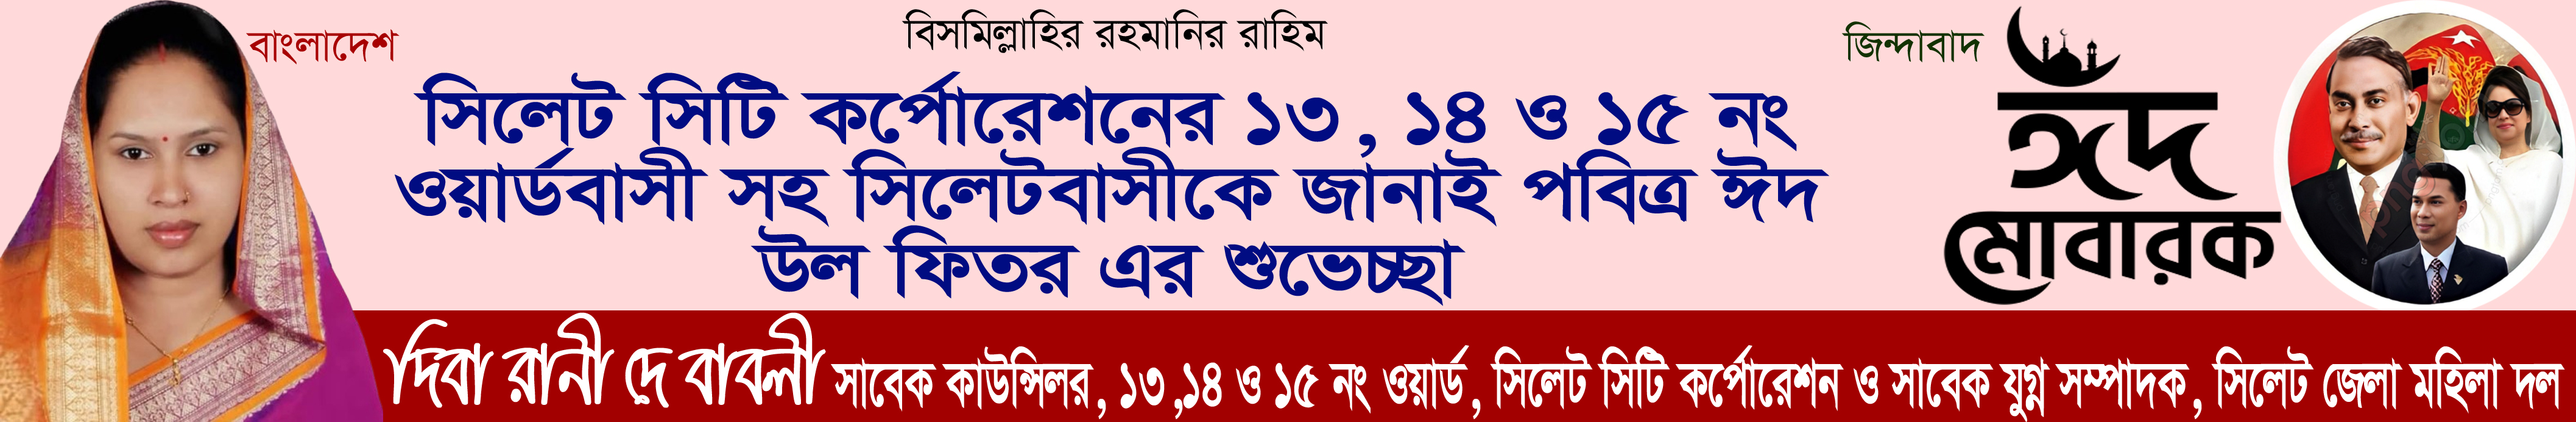 বিসমিল্লাহির রহমানির রাহিম
বাংলাদেশ
জিন্দাবাদ
সিলেট সিটি কর্পোরেশনের ১৩, ১৪ ও ১৫ নং
ওয়ার্ডবাসী সহ সিলেটবাসীকে জানাই পবিত্র ঈদ
উল ফিতর এর শুভেচ্ছা
ঈদ
মোবারক
দিবা রানী দে বাবলী সাবেক কাউন্সিলর, ১৩,১৪ ও ১৫ নং ওয়ার্ড, সিলেট সিটি কর্পোরেশন ও সাবেক যুগ্ন সম্পাদক, সিলেট জেলা মহিলা দল